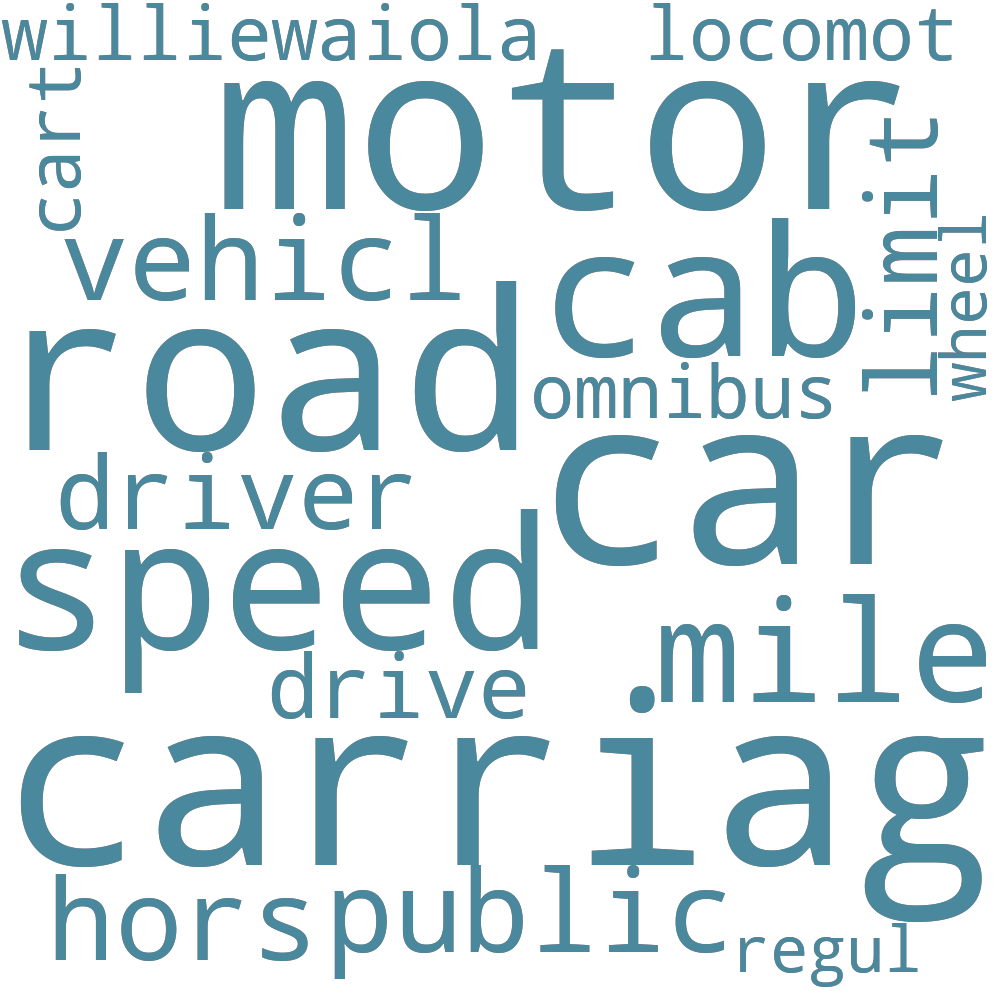 williewaiola locomot
cart
motor
limit
wheel
vehicl
cab
road
omnibus
car
driver
speed
mile
drive
carriag
hors
public
regul